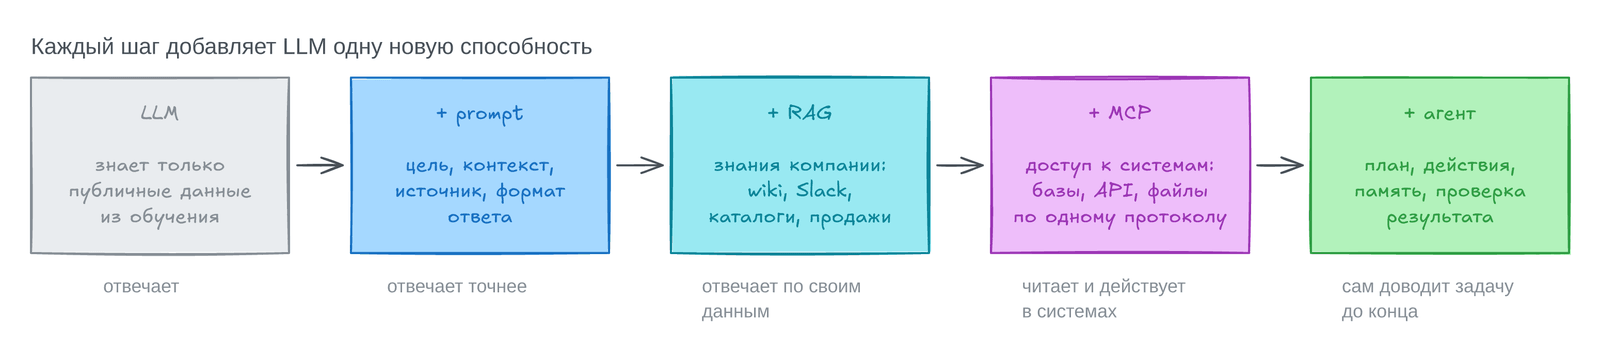 Каждый шаг добавляет LLM одну новую способность
LLM
знает только
публичные данные
из обучения
отвечает
+ prompt
цель, контекст,
источник, формат
ответа
отвечает точнее
+ RAG
знания компании:
wiki, Slack,
каталоги, продажи
отвечает по своим
данным
+ MCP
доступ к системам:
базы, API, файлы
по одному протоколу
читает и действует
в системах
+ агент
план, действия,
память, проверка
результата
сам доводит задачу
до конца